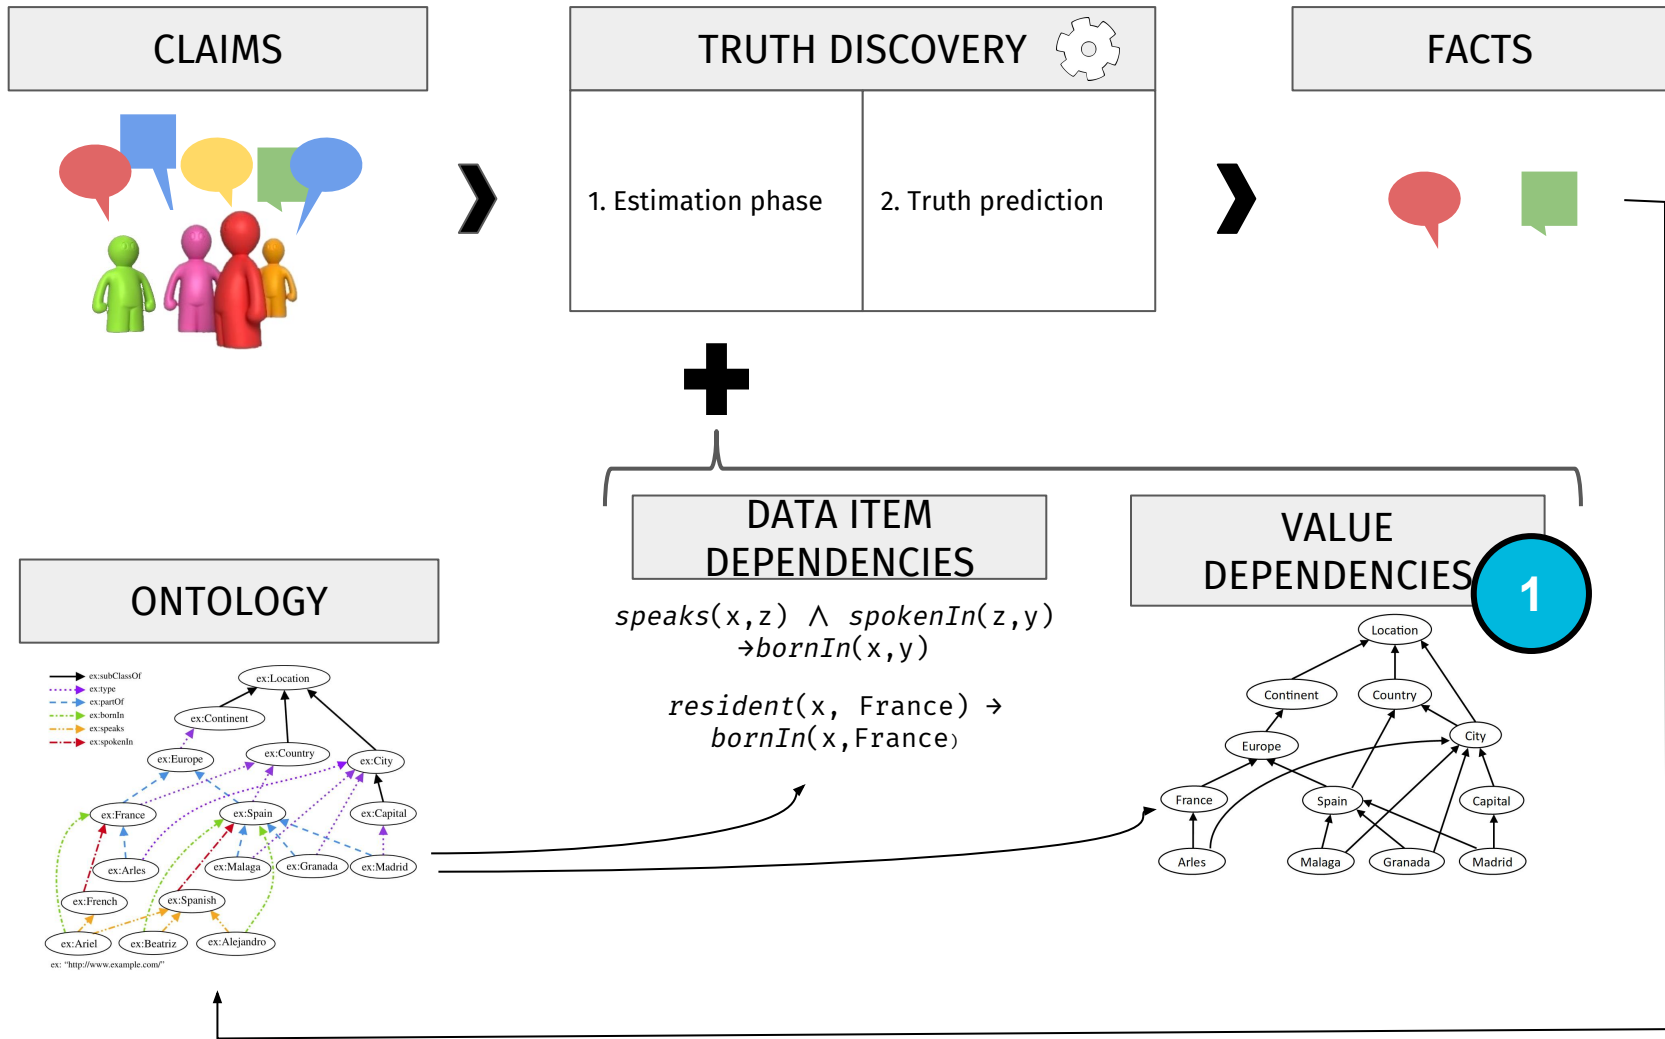 CLAIMS
TRUTH DISCOVERY
FACTS
1. Estimation phase
2. Truth prediction
DATA ITEM
DEPENDENCIES
VALUE
DEPENDENCIES
1
ONTOLOGY
speaks(x,z) ∧ spokenIn(z,y)
→bornIn(x,y)
resident(x, France) →
bornIn(x,France)
ex:subClassOf
ex:type
ex:partOf
ex:bornIn
ex:speaks
ex:spokenIn
ex:Location
ex:Continent
ex:Europe
ex:Country
ex:City
ex:France
ex:Spain
ex:Capital
ex:Arles
ex:Malaga
ex:Granada
ex:Madrid
ex:French
ex:Spanish
ex:Ariel
ex:Beatriz
ex:Alejandro
ex: "http://www.example.com/"
Location
Continent
Country
Europe
City
France
Spain
Capital
Arles
Malaga
Granada
Madrid